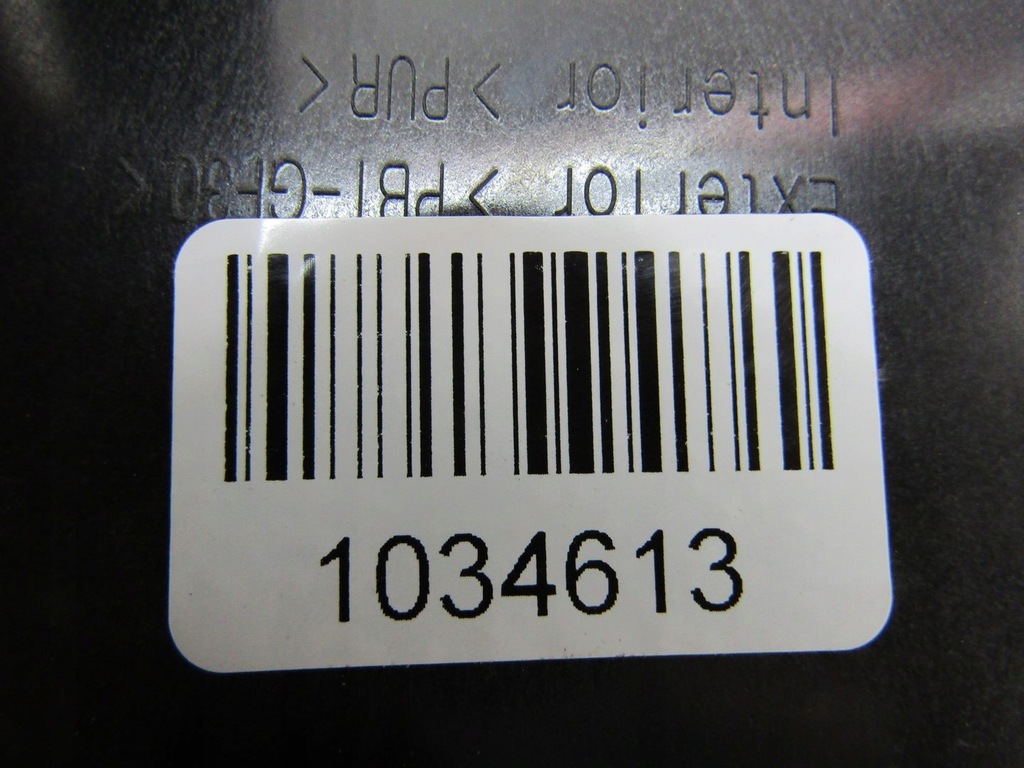 Exterior >PBT-GF30<
Interior >PUR<
1034613